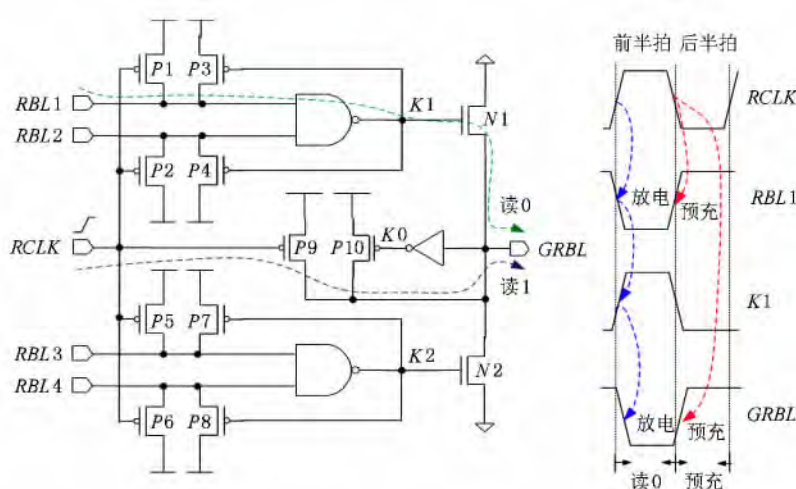 P1
P3
RBL1
RBL2
K1
N1
P2
P4
读0
RCLK
P9
P10
K0
GRBL
读1
P5
P7
RBL3
RBL4
K2
N2
P6
P8
前半拍 后半拍
RCLK
放电 预充
RBL1
K1
放电 预充
GRBL
读0 预充